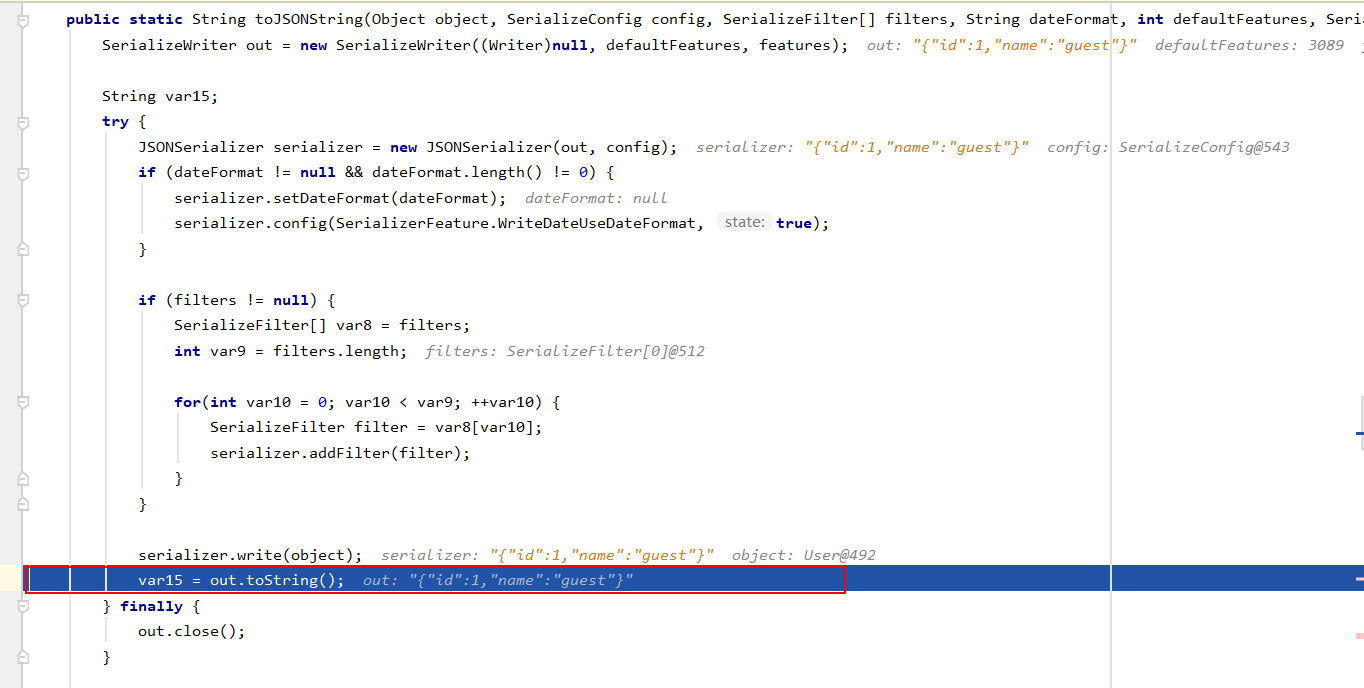 public static String toJSONString(Object object, SerializeConfig config, SerializeFilter[] filters, String dateFormat, int defaultFeatures, Seri
SerializeWriter out = new SerializeWriter((Writer)null, defaultFeatures, features); out: "{"id":1,"name":"guest"}" defaultFeatures: 3089
String var15;
try {
JSONSerializer serializer = new JSONSerializer(out, config); serializer: "{"id":1,"name":"guest"}" config: SerializeConfig@543
if (dateFormat != null && dateFormat.length() != 0) {
serializer.setDateFormat(dateFormat); dateFormat: null
serializer.config(SerializerFeature.WriteDateUseDateFormat, state: true);
}
if (filters != null) {
SerializeFilter[] var8 = filters;
int var9 = filters.length; filters: SerializeFilter[0]@512
for(int var10 = 0; var10 < var9; ++var10) {
SerializeFilter filter = var8[var10];
serializer.addFilter(filter);
}
}
serializer.write(object); serializer: "{"id":1,"name":"guest"}" object: User@492
var15 = out.toString(); out: "{"id":1,"name":"guest"}"
} finally {
out.close();
}